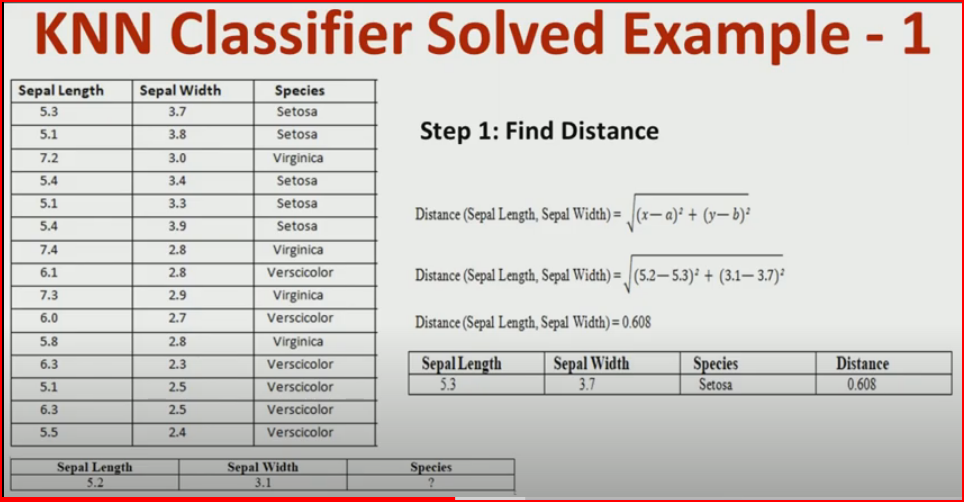 KNN Classifier Solved Example - 1
Sepal Length Sepal Width Species
5.3 3.7 Setosa
5.1 3.8 Setosa
7.2 3.0 Virginica
5.4 3.4 Setosa
5.1 3.3 Setosa
5.4 3.9 Setosa
7.4 2.8 Virginica
6.1 2.8 Verscicolor
7.3 2.9 Virginica
6.0 2.7 Verscicolor
5.8 2.8 Virginica
6.3 2.3 Verscicolor
5.1 2.5 Verscicolor
6.3 2.5 Verscicolor
5.5 2.4 Verscicolor
Sepal Length Sepal Width Species
5.2 3.1 ?
Step 1: Find Distance
Distance (Sepal Length, Sepal Width) = √(x− a)² + (y− b)²
Distance (Sepal Length, Sepal Width) = √(5.2− 5.3)² + (3.1− 3.7)²
Distance (Sepal Length, Sepal Width) = 0.608
Sepal Length Sepal Width Species Distance
5.3 3.7 Setosa 0.608